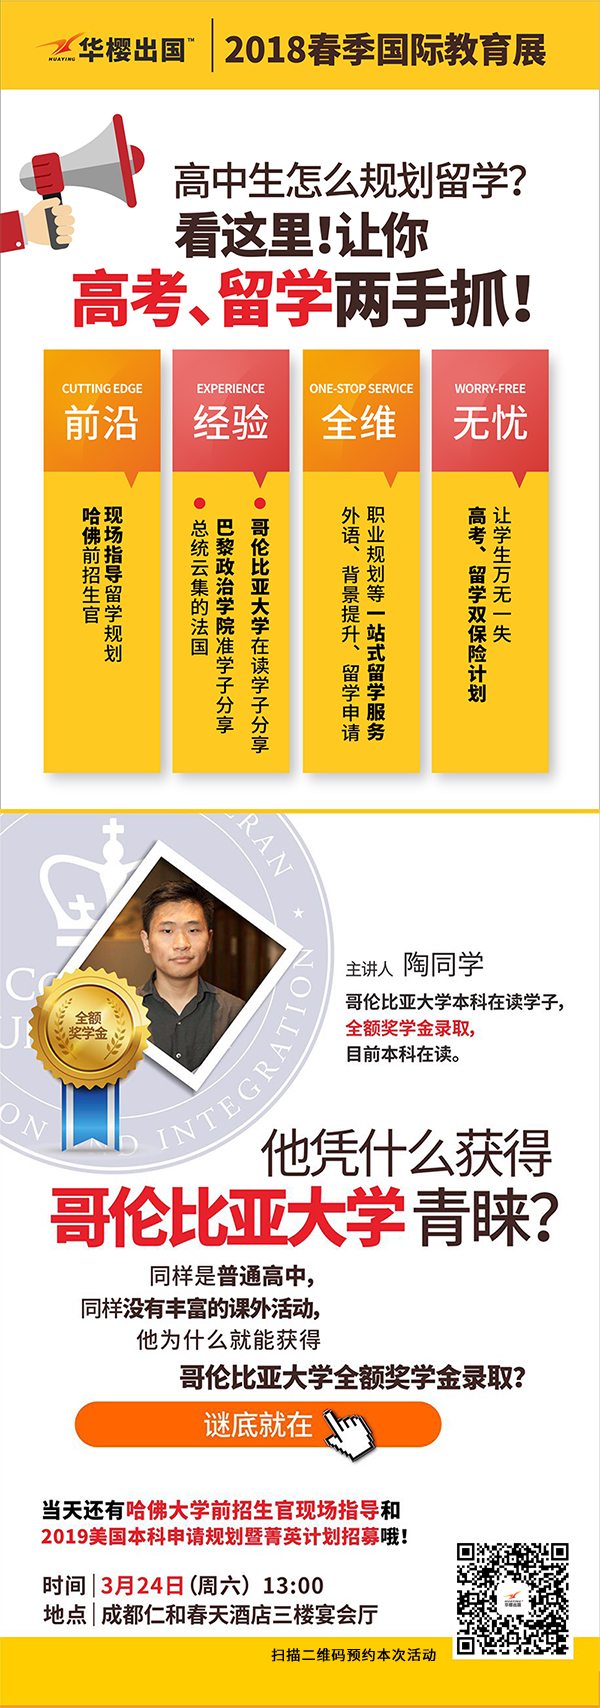 华樱出国™
HUAYING
2018春季国际教育展
高中生怎么规划留学？
看这里！让你
高考、留学两手抓！
CUTTING EDGE
前沿
现场指导留学规划
哈佛前招生官
EXPERIENCE
经验
哥伦比亚大学在读学子分享
巴黎政治学院准学子分享
总统云集的法国
ONE-STOP SERVICE
全维
职业规划等一站式留学服务
外语、背景提升、留学申请
WORRY-FREE
无忧
让学生万无一失
高考、留学双保险计划
全额
奖学金
主讲人 陶同学
哥伦比亚大学本科在读学子，
全额奖学金录取，
目前本科在读。
他凭什么获得
哥伦比亚大学青睐？
同样是普通高中，
同样没有丰富的课外活动，
他为什么就能获得
哥伦比亚大学全额奖学金录取？
谜底就在
当天还有哈佛大学前招生官现场指导和
2019美国本科申请规划暨菁英计划招募哦！
时间|3月24日（周六）13:00
地点|成都仁和春天酒店三楼宴会厅
华樱出国
扫描二维码预约本次活动